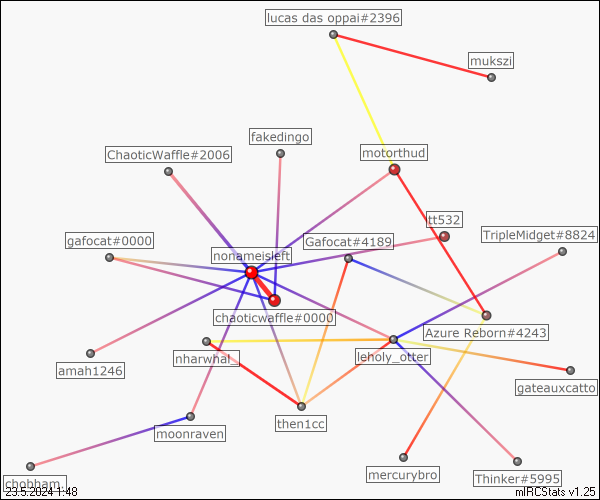 lucas das oppai#2396
mukszi
fakedingo
ChaoticWaffle#2006
motorthud
tt532
gafocat#0000
Gafocat#4189
TripleMidget#8824
nonameisleft
chaoticwaffle#0000
Azure Reborn#4243
nharwhal_
leholy_otter
amah1246
gateauxcatto
then1cc
moonraven
mercurybro
Thinker#5995
chobham_
23.5.2024 1:48
mIRCStats v1.25